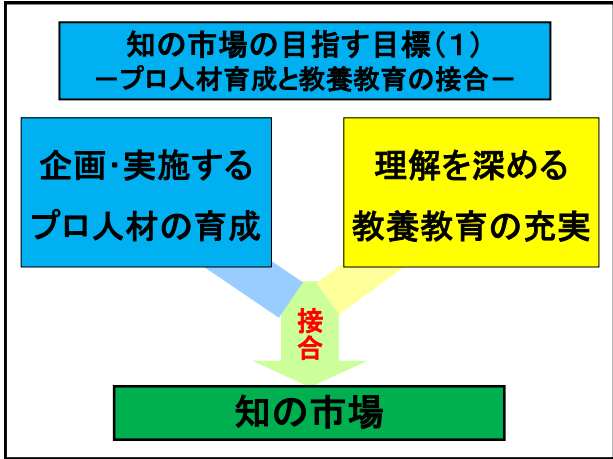 知の市場の目指す目標（１）
－プロ人材育成と教養教育の接合－
企画・実施する
プロ人材の育成
理解を深める
教養教育の充実
接
合
知の市場